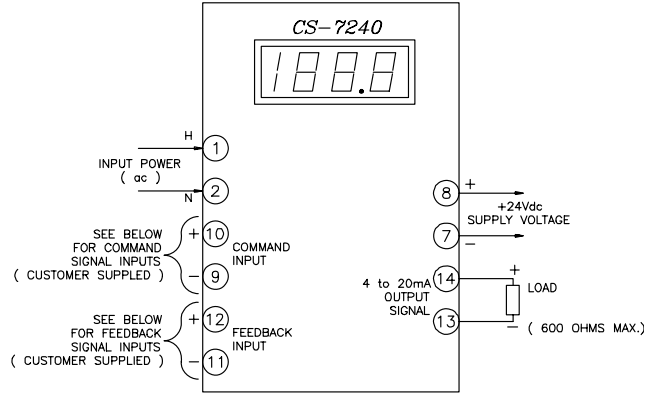 CS-7240
188.8
H
1
INPUT POWER
( ac )
2
N
8
+
+24Vdc
SUPPLY VOLTAGE
7
−
SEE BELOW
FOR COMMAND
SIGNAL INPUTS
( CUSTOMER SUPPLED )
+
10
−
9
COMMAND
INPUT
4 to 20mA
OUTPUT
SIGNAL
14
13
+
LOAD
−
( 600 OHMS MAX.)
SEE BELOW
FOR FEEDBACK
SIGNAL INPUTS
( CUSTOMER SUPPLIED )
+
12
−
11
FEEDBACK
INPUT